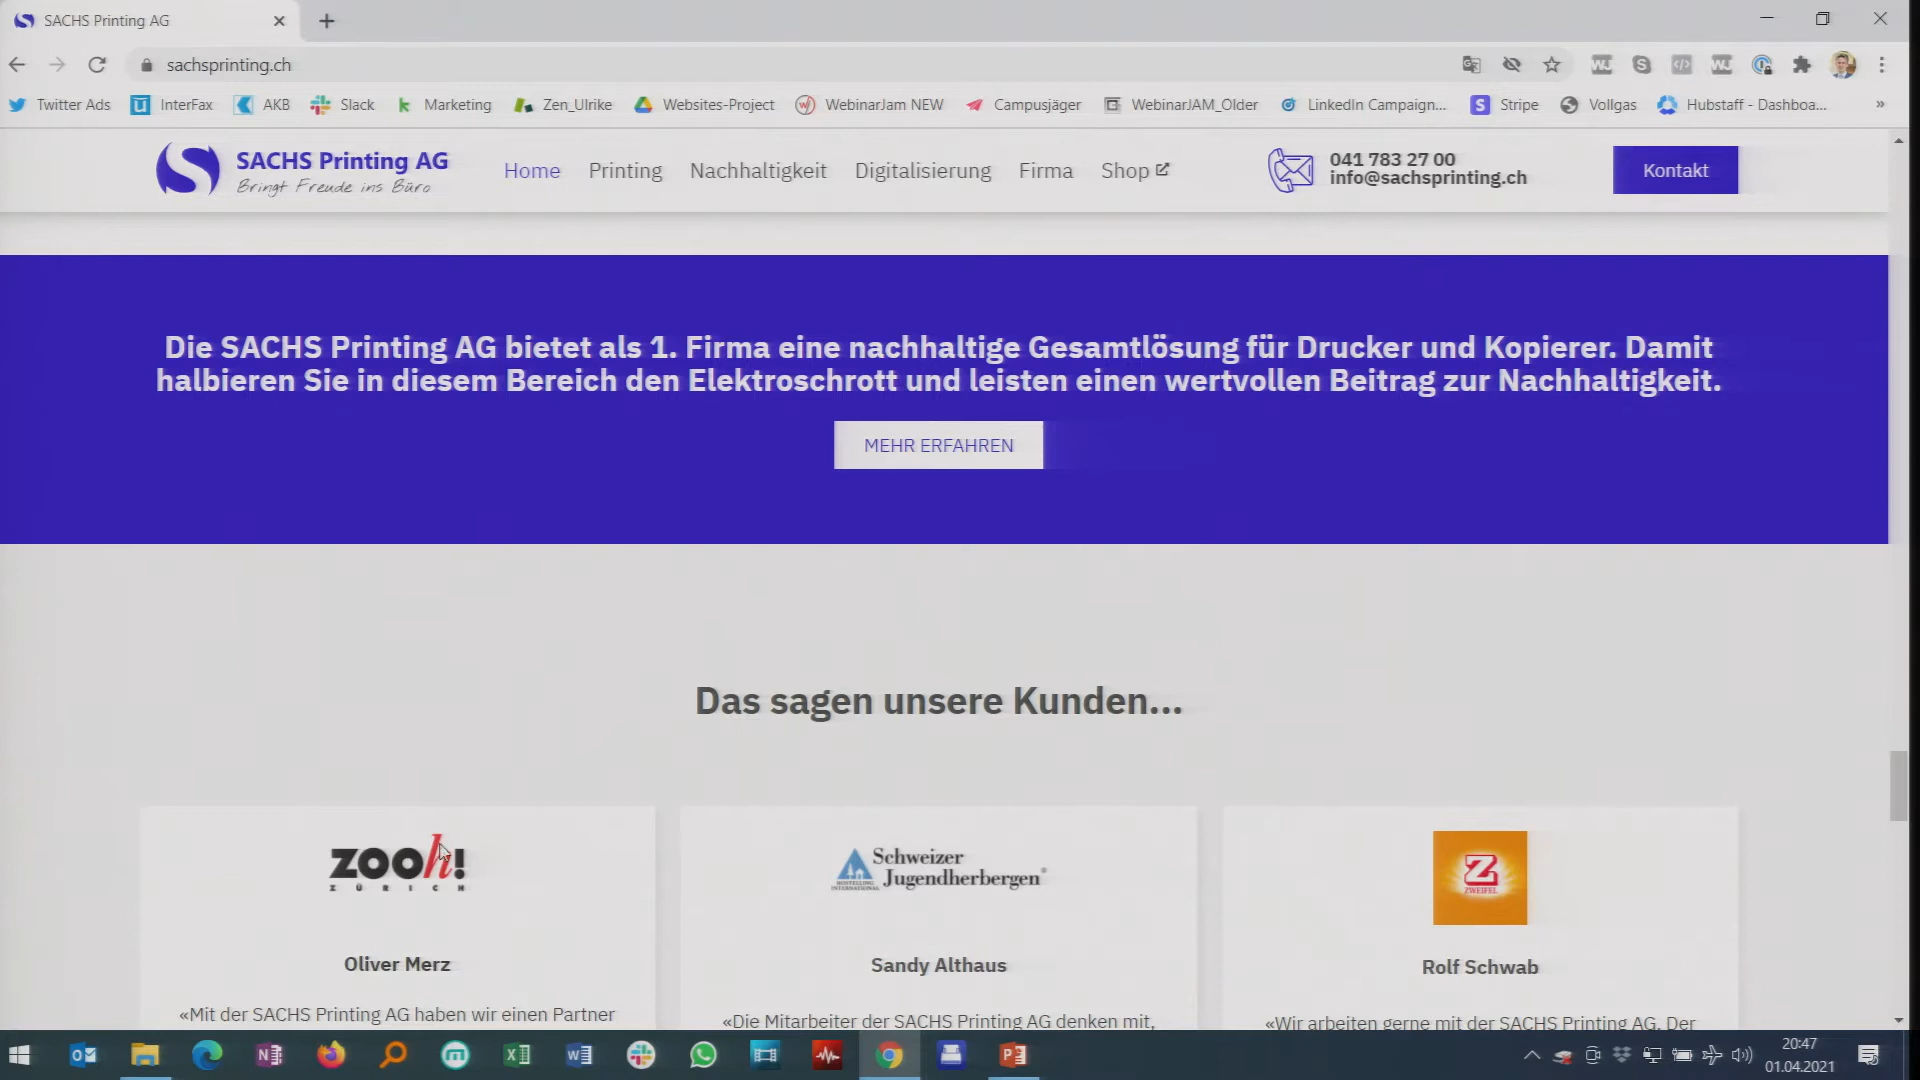 SACHS Printing AG
sachsprinting.ch
Twitter Ads InterFax AKB Slack Marketing Zen_Ulrike Websites-Project WebinarJam NEW Campusjäger WebinarJAM_Older LinkedIn Campaign... Stripe Vollgas Hubstaff - Dashboa... »
SACHS Printing AG
Bringt Freude ins Büro
Home Printing Nachhaltigkeit Digitalisierung Firma Shop
041 783 27 00
info@sachsprinting.ch
Kontakt
Die SACHS Printing AG bietet als 1. Firma eine nachhaltige Gesamtlösung für Drucker und Kopierer. Damit
halbieren Sie in diesem Bereich den Elektroschrott und leisten einen wertvollen Beitrag zur Nachhaltigkeit.
MEHR ERFAHREN
Das sagen unsere Kunden...
zooh!
ZÜRICH
Schweizer
Jugendherbergen
HOSTELLING
INTERNATIONAL
Z
ZWEIFEL
Oliver Merz
Sandy Althaus
Rolf Schwab
«Mit der SACHS Printing AG haben wir einen Partner
«Die Mitarbeiter der SACHS Printing AG denken mit,
«Wir arbeiten gerne mit der SACHS Printing AG. Der
20:47
01.04.2021